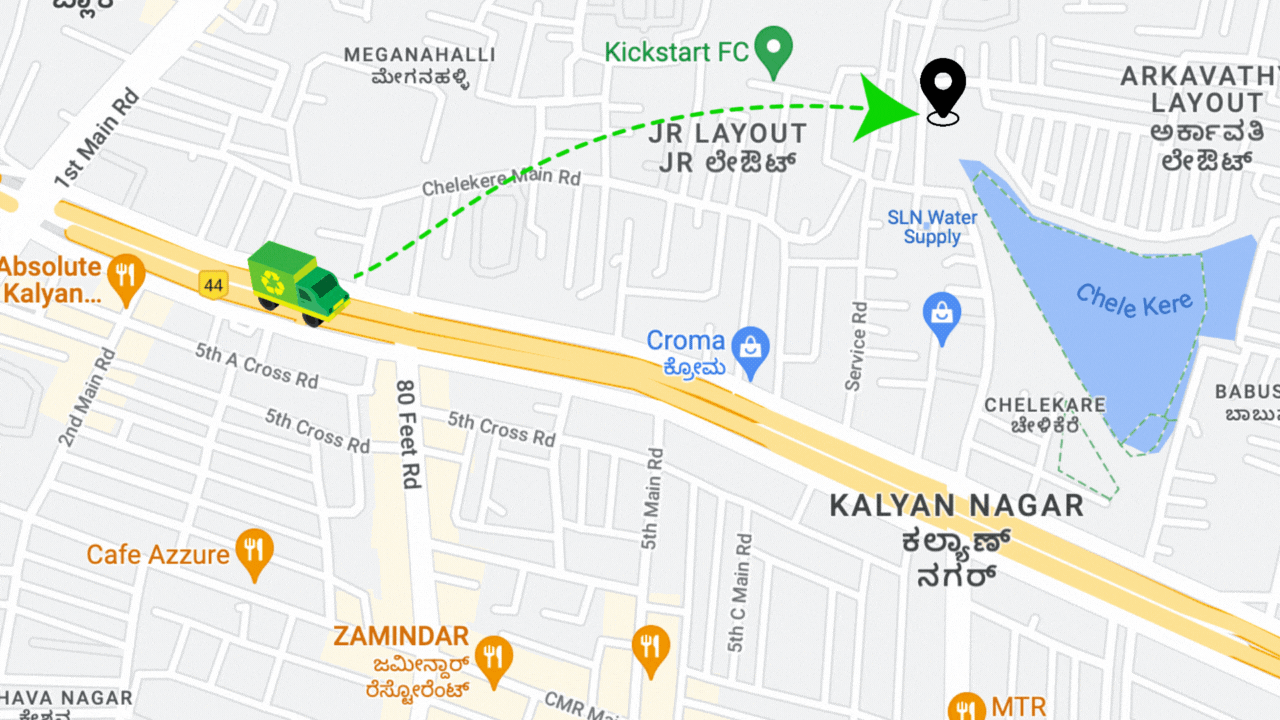 MEGANAHALLI
ಮೇಗನಹಳ್ಳಿ
Kickstart FC
ARKAVATHY
LAYOUT
ಅರ್ಕಾವತಿ
ಲೇಔಟ್
1st Main Rd
JR LAYOUT
JR ಲೇಔಟ್
Chelekere Main Rd
SLN Water
Supply
Absolute
Kalyan...
44
Chele Kere
Croma
ಕ್ರೋಮ
Service Rd
5th A Cross Rd
2nd Main Rd
80 Feet Rd
5th Cross Rd
5th Cross Rd
CHELEKARE
ಚೇಳಿಕೆರೆ
BABUS
5th Main Rd
KALYAN NAGAR
ಕಲ್ಯಾಣ್
ನಗರ್
Cafe Azzure
5th C Main Rd
ZAMINDAR
ಜಮೀನ್ದಾರ್
ರೆಸ್ಟೋರೆಂಟ್
HAVA NAGAR
CMR Ma
MTR